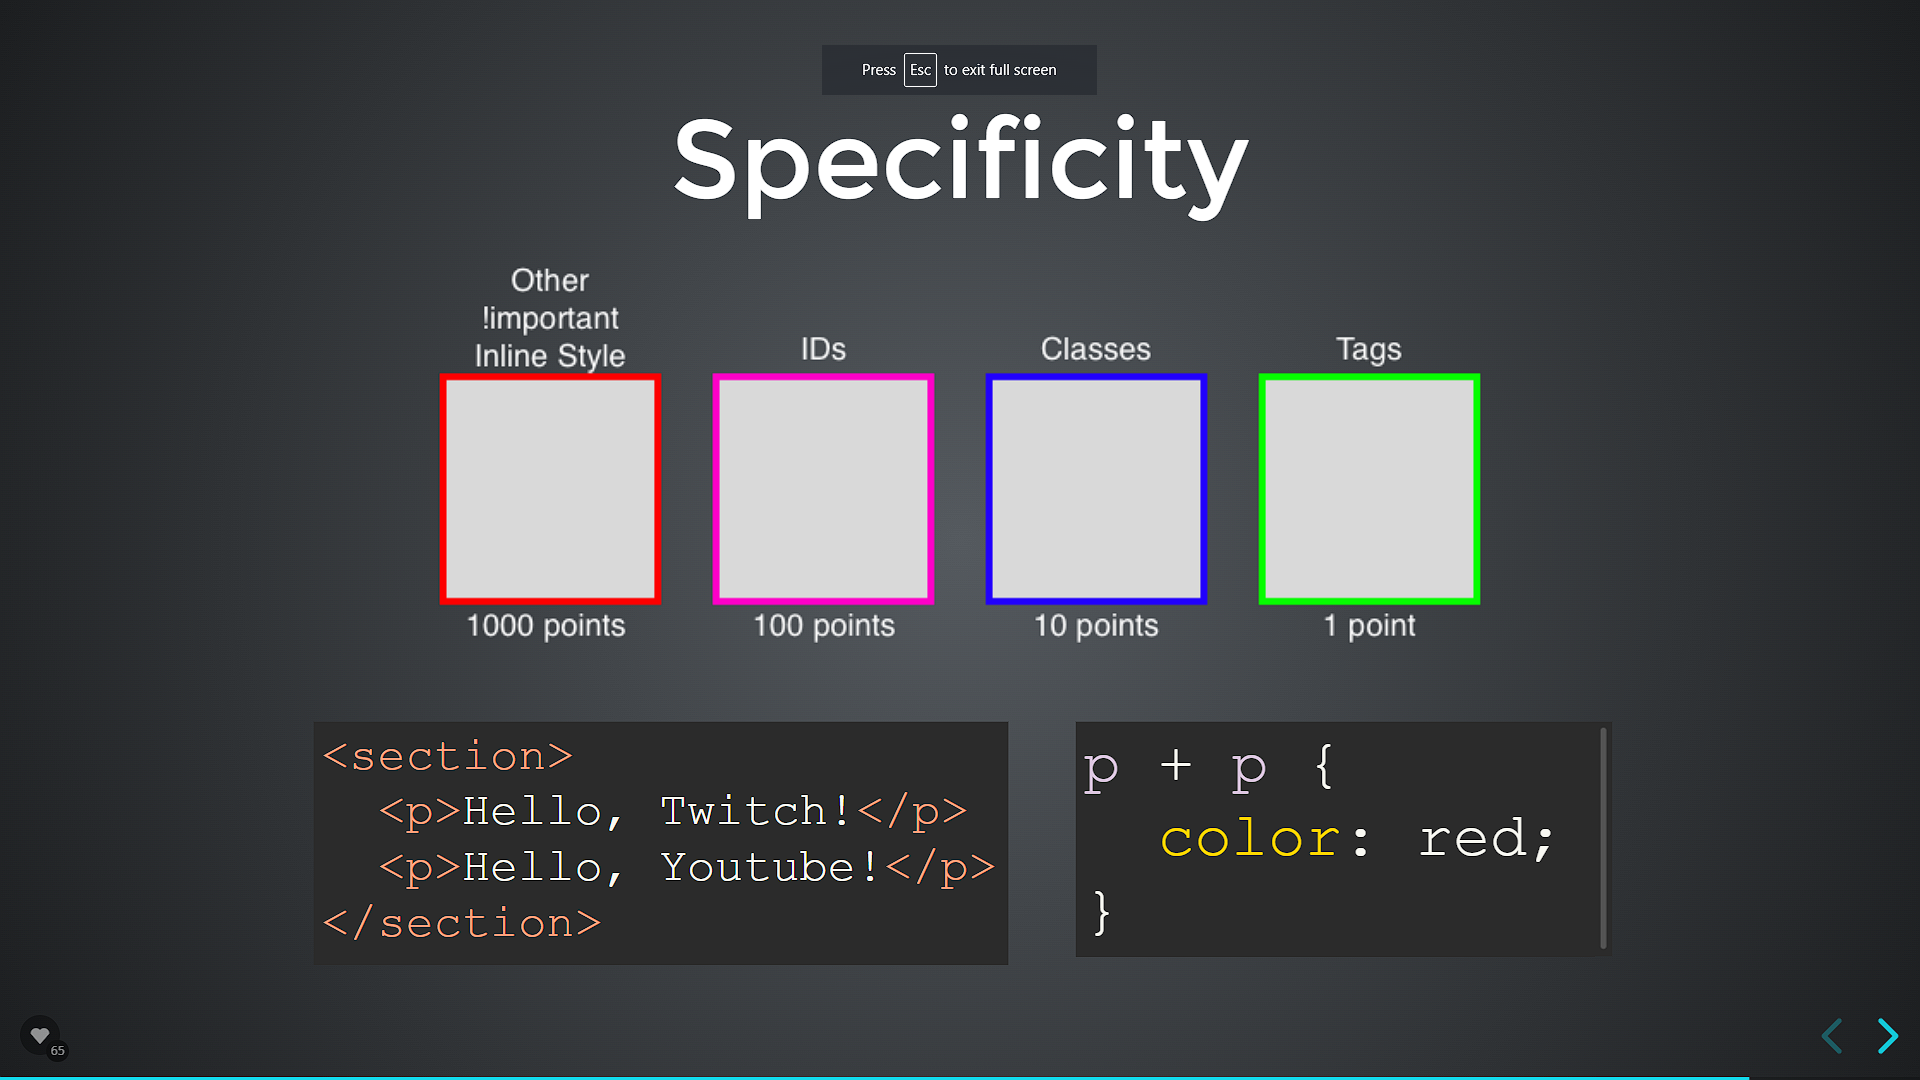 Press Esc to exit full screen
Specificity
Other
!important
Inline Style
IDs
Classes
Tags
1000 points
100 points
10 points
1 point
<section>
  <p>Hello, Twitch!</p>
  <p>Hello, Youtube!</p>
</section>
p + p {
  color: red;
}
65